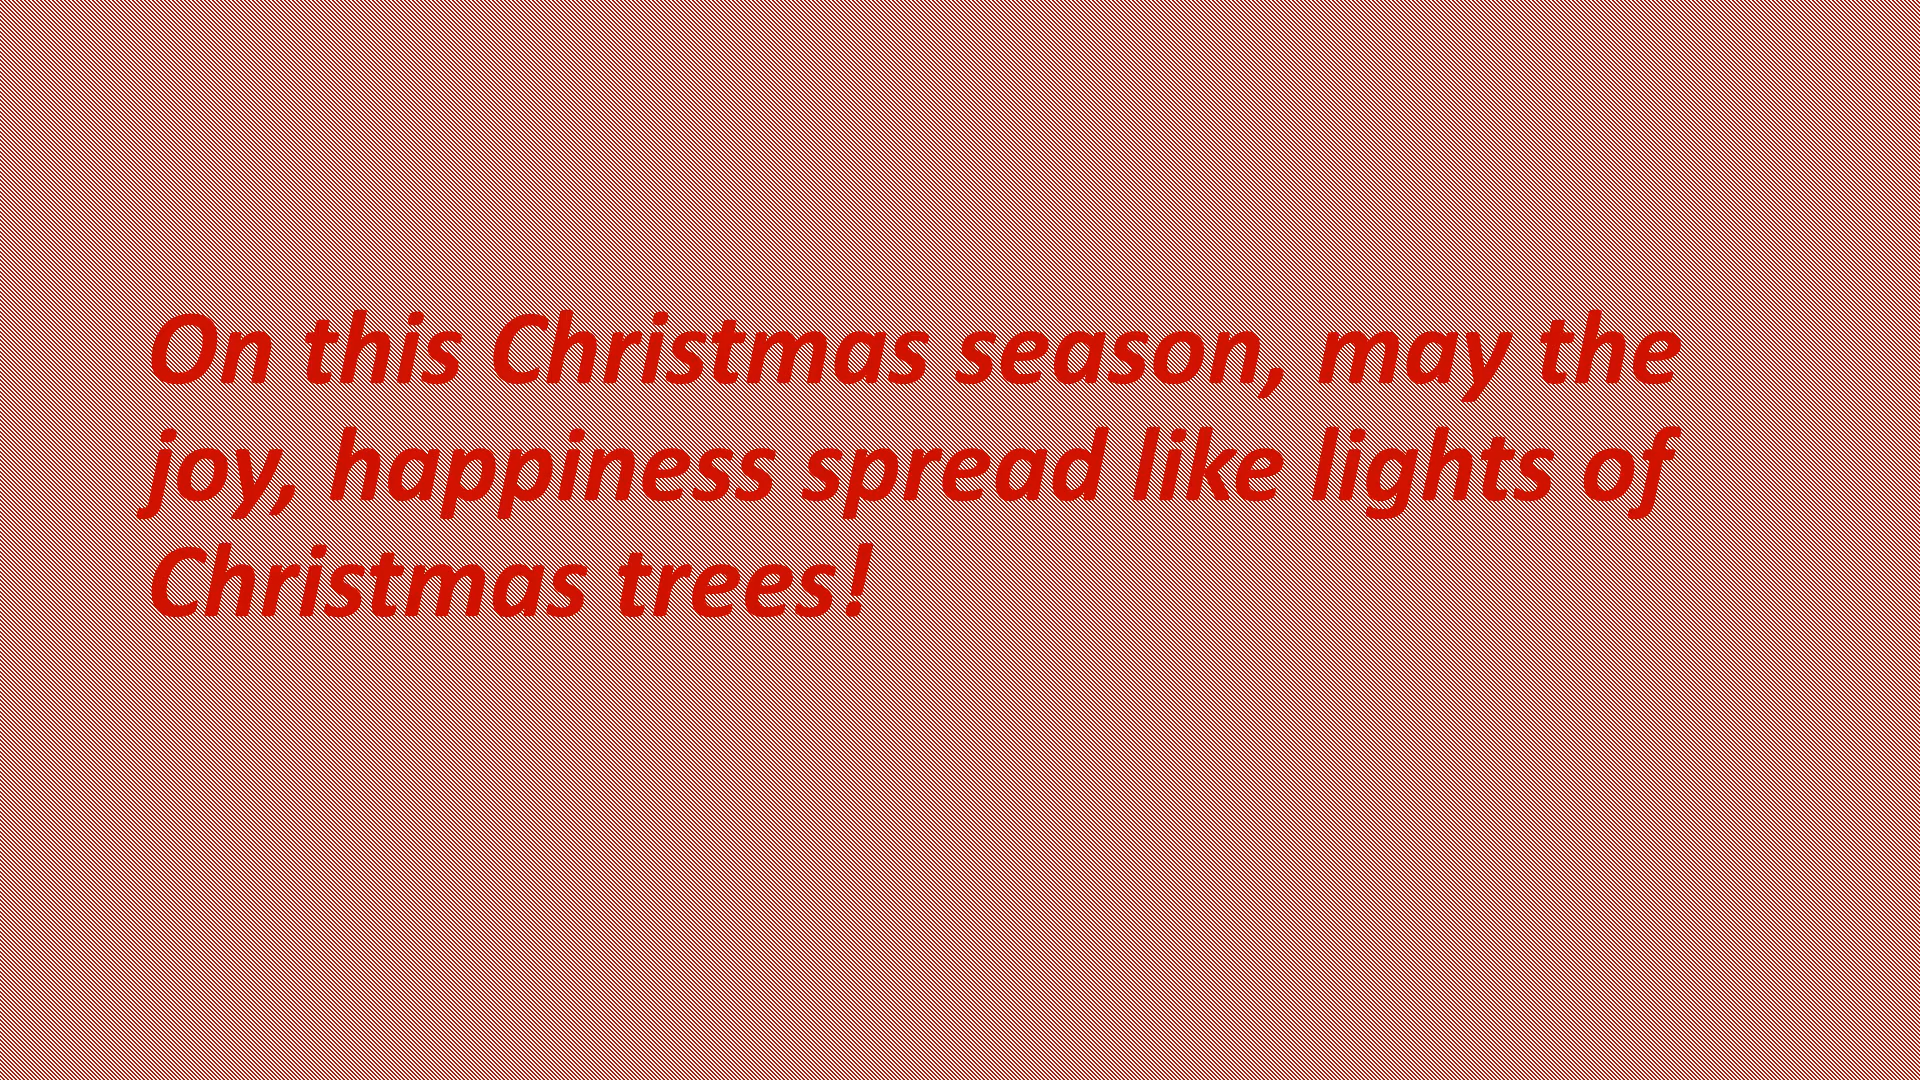 On this Christmas season, may the
joy, happiness spread like lights of
Christmas trees!